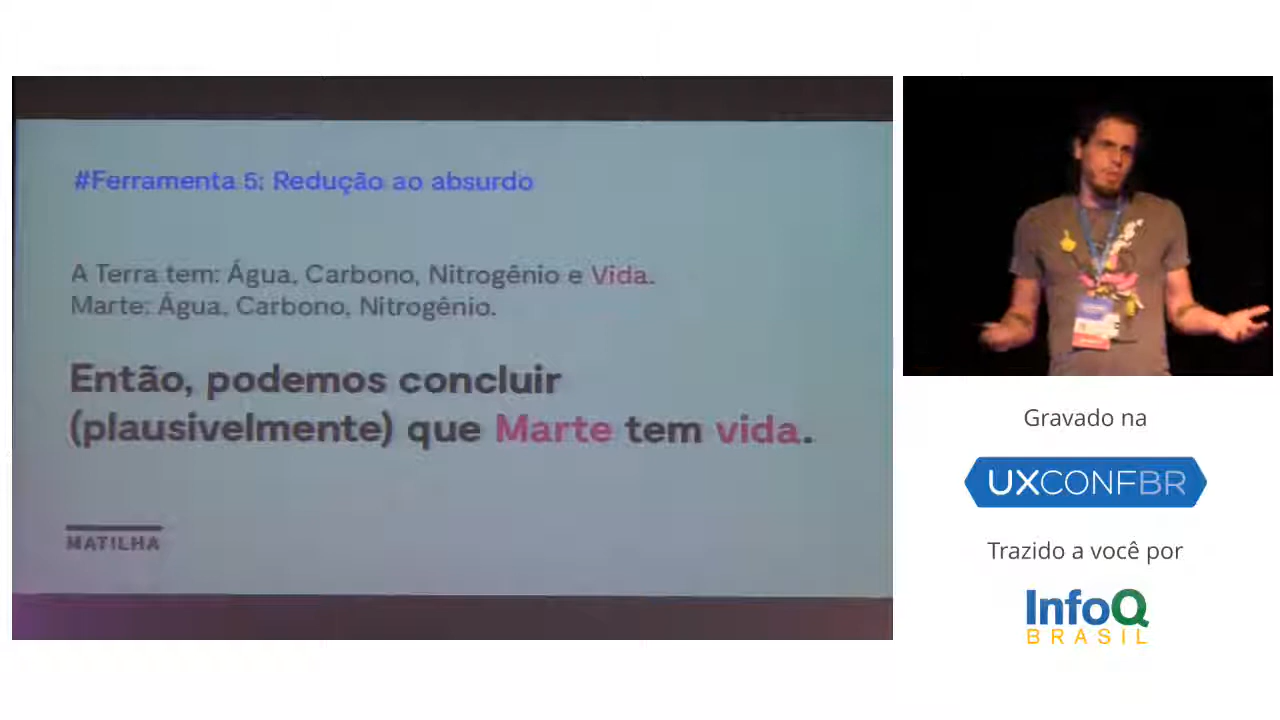 #Ferramenta 5: Redução ao absurdo
A Terra tem: Água, Carbono, Nitrogênio e Vida.
Marte: Água, Carbono, Nitrogênio.
Então, podemos concluir
(plausivelmente) que Marte tem vida.
MATILHA
Gravado na
UXCONFBR
Trazido a você por
InfoQ
BRASIL